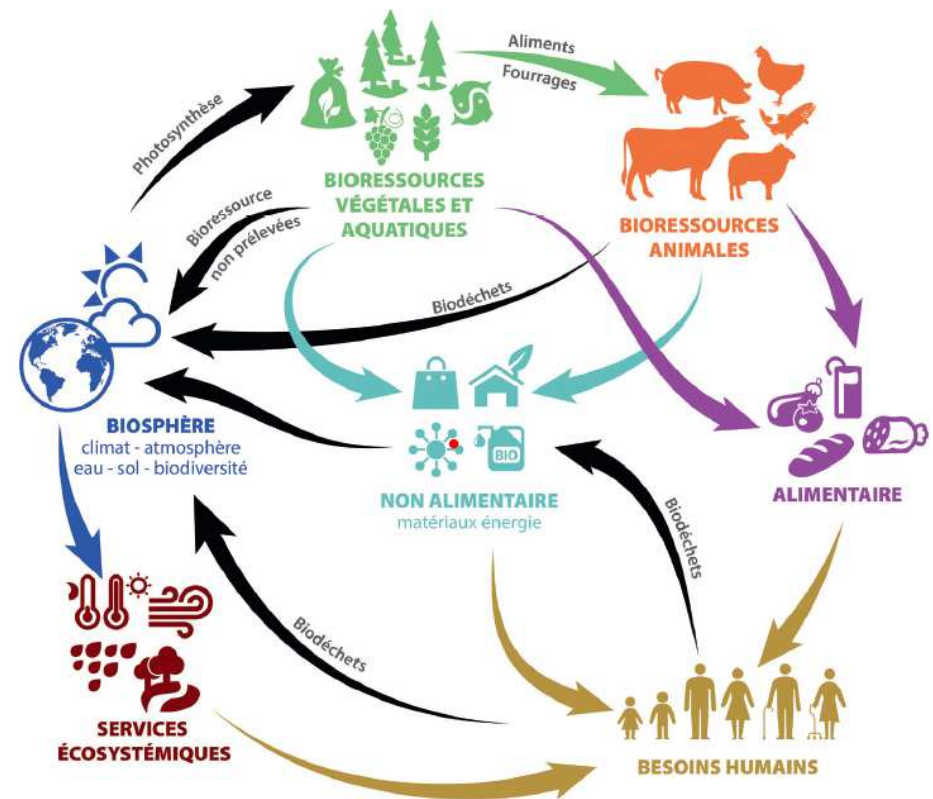 Aliments
Fourrages
Photosynthèse
BIORESSOURCES
VÉGÉTALES ET
AQUATIQUES
BIORESSOURCES
ANIMALES
Bioressource
non prélevées
Biodéchets
BIOSPHÈRE
climat - atmosphère
eau - sol - biodiversité
BIO
NON ALIMENTAIRE
matériaux énergie
ALIMENTAIRE
Biodéchets
Biodéchets
SERVICES
ÉCOSYSTÉMIQUES
BESOINS HUMAINS